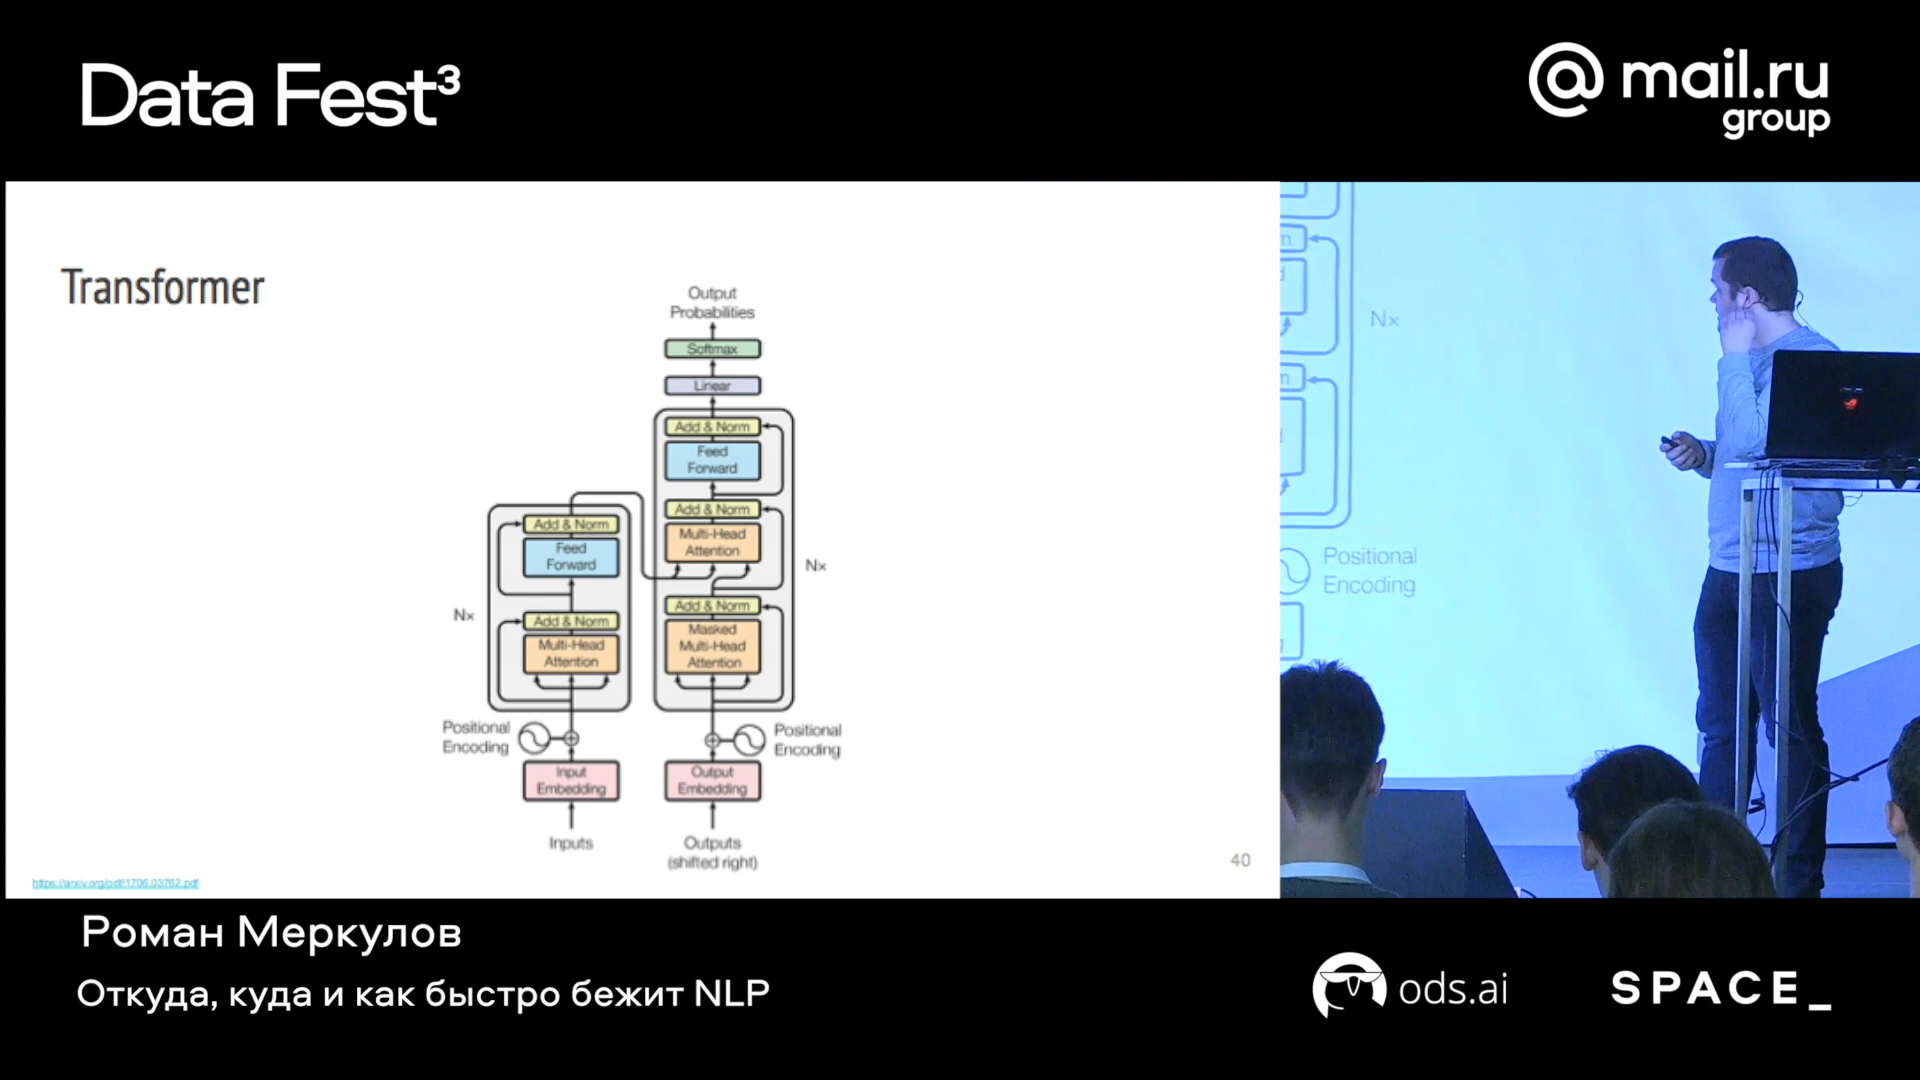 Data Fest³
@mail.ru
group
Transformer
Output
Probabilities
Softmax
Linear
Add & Norm
Feed
Forward
Add & Norm
Multi-Head
Attention
Add & Norm
Masked
Multi-Head
Attention
Nx
Positional
Encoding
Output
Embedding
Outputs
(shifted right)
Add & Norm
Feed
Forward
Add & Norm
Multi-Head
Attention
Nx
Positional
Encoding
Input
Embedding
Inputs
https://arxiv.org/pdf/1706.03762.pdf
40
Nx
Positional
Encoding
Роман Меркулов
Откуда, куда и как быстро бежит NLP
ods.ai
SPACE_